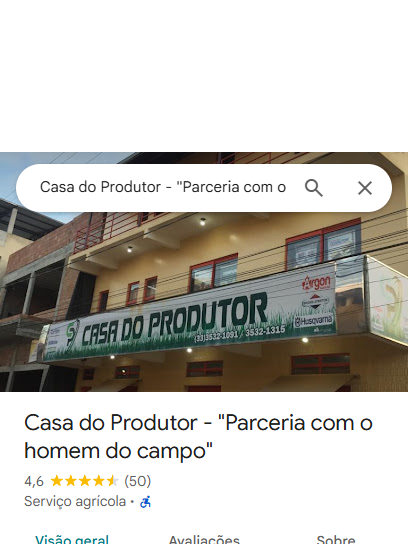 Casa do Produtor - "Parceria com o
CASA DO PRODUTOR
(33)3532-1091 / 3532-1315
Argon
Husqvarna
Casa do Produtor - "Parceria com o
homem do campo"
4,6 (50)
Serviço agrícola ·
Visão geral Avaliações Sobre